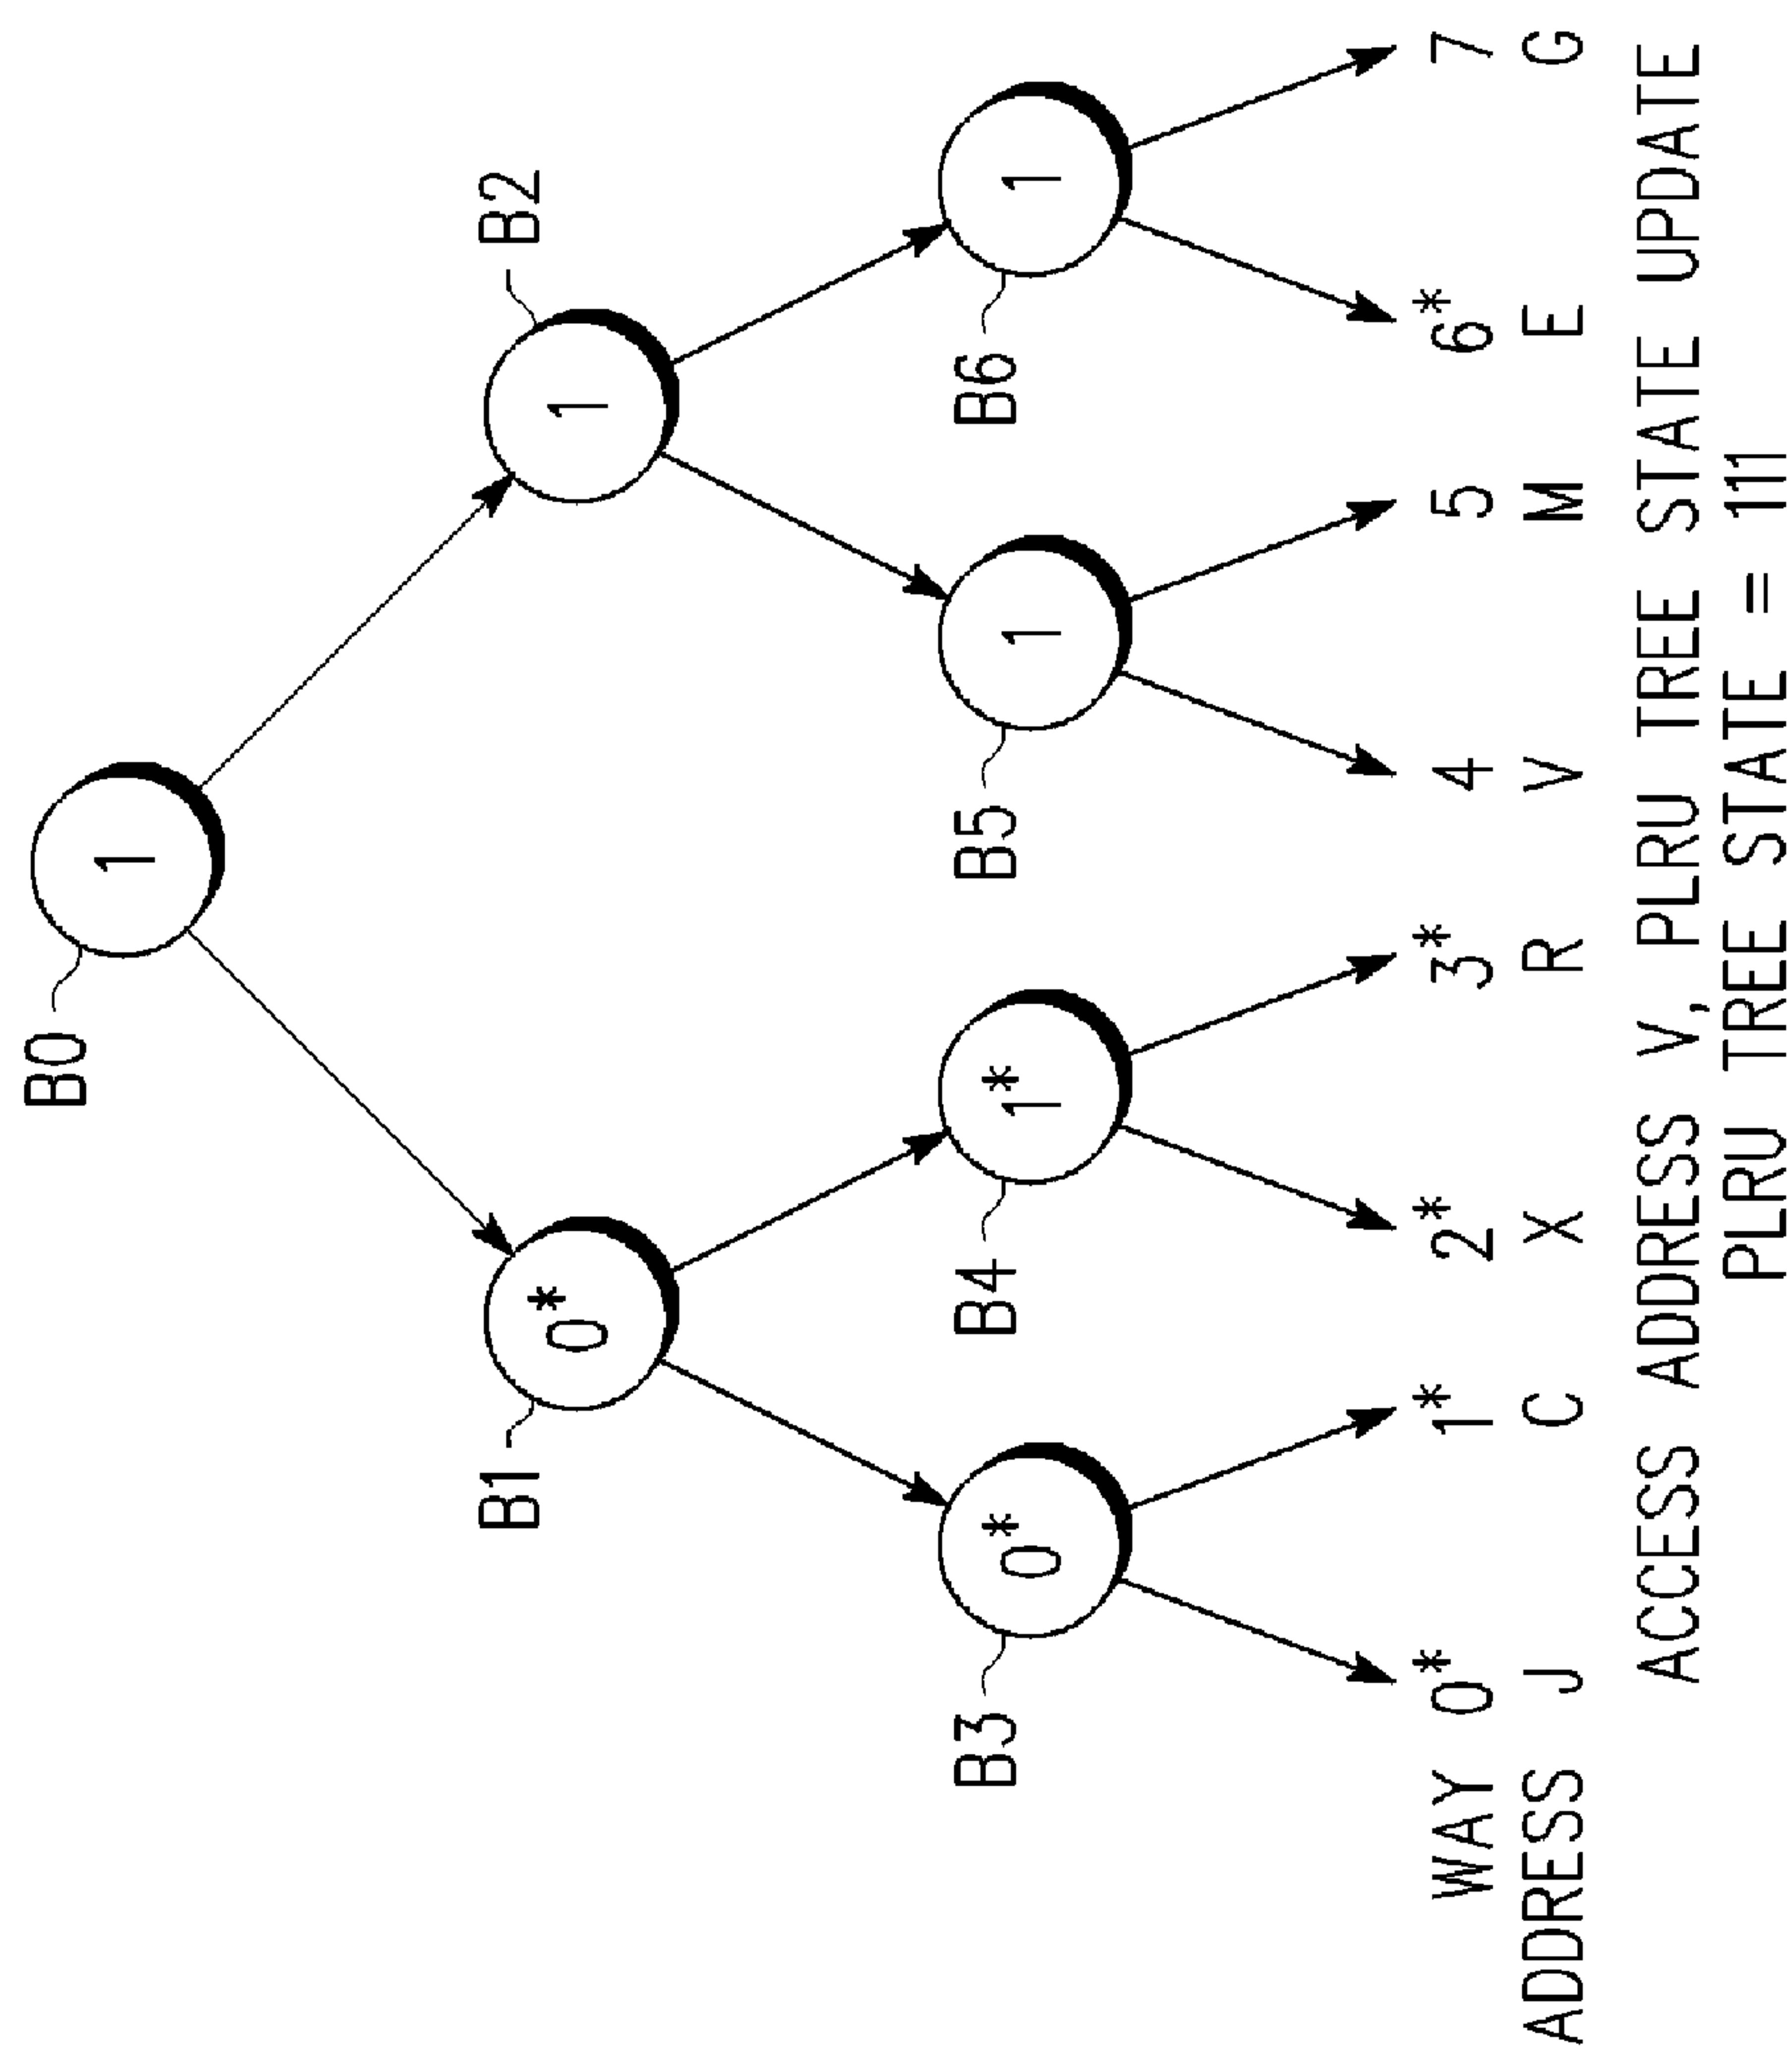 B0
1
B1
0*
1
B2
B3
0*
B4
1*
B5
1
B6
1
WAY 0* 1* 2* 3* 4 5 6* 7
ADDRESS J C X R V M E G
ACCESS ADDRESS V, PLRU TREE STATE UPDATE
PLRU TREE STATE = 111